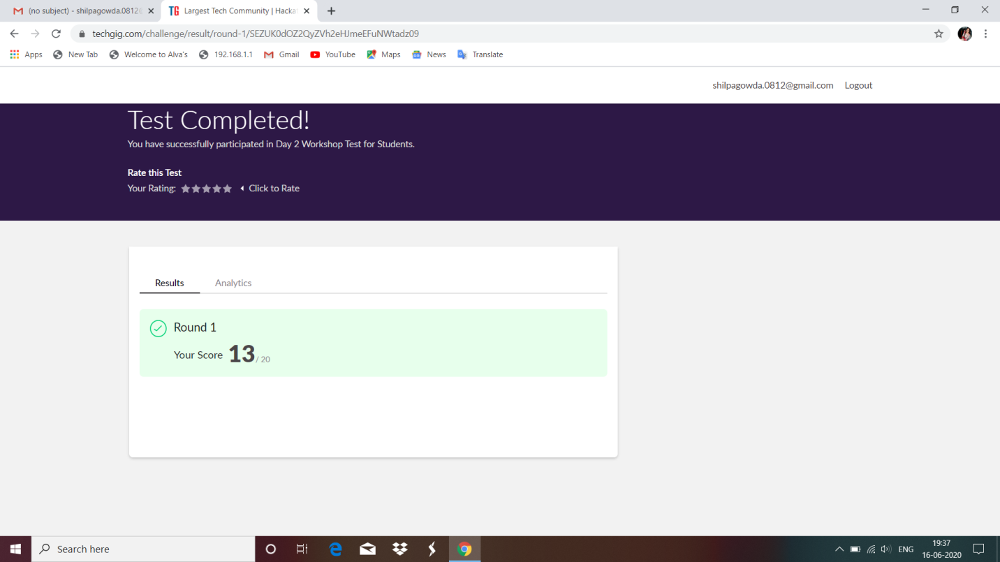 (no subject) - shilpagowda.0812
TG Largest Tech Community | Hacka
techgig.com/challenge/result/round-1/SEZUK0dOZ2QyZVh2eHJmeEFuNWtadz09
Apps New Tab Welcome to Alva's 192.168.1.1 Gmail YouTube Maps News Translate
shilpagowda.0812@gmail.com Logout
Test Completed!
You have successfully participated in Day 2 Workshop Test for Students.
Rate this Test
Your Rating: Click to Rate
Results Analytics
Round 1
Your Score 13 / 20
Search here
ENG
19:37
16-06-2020